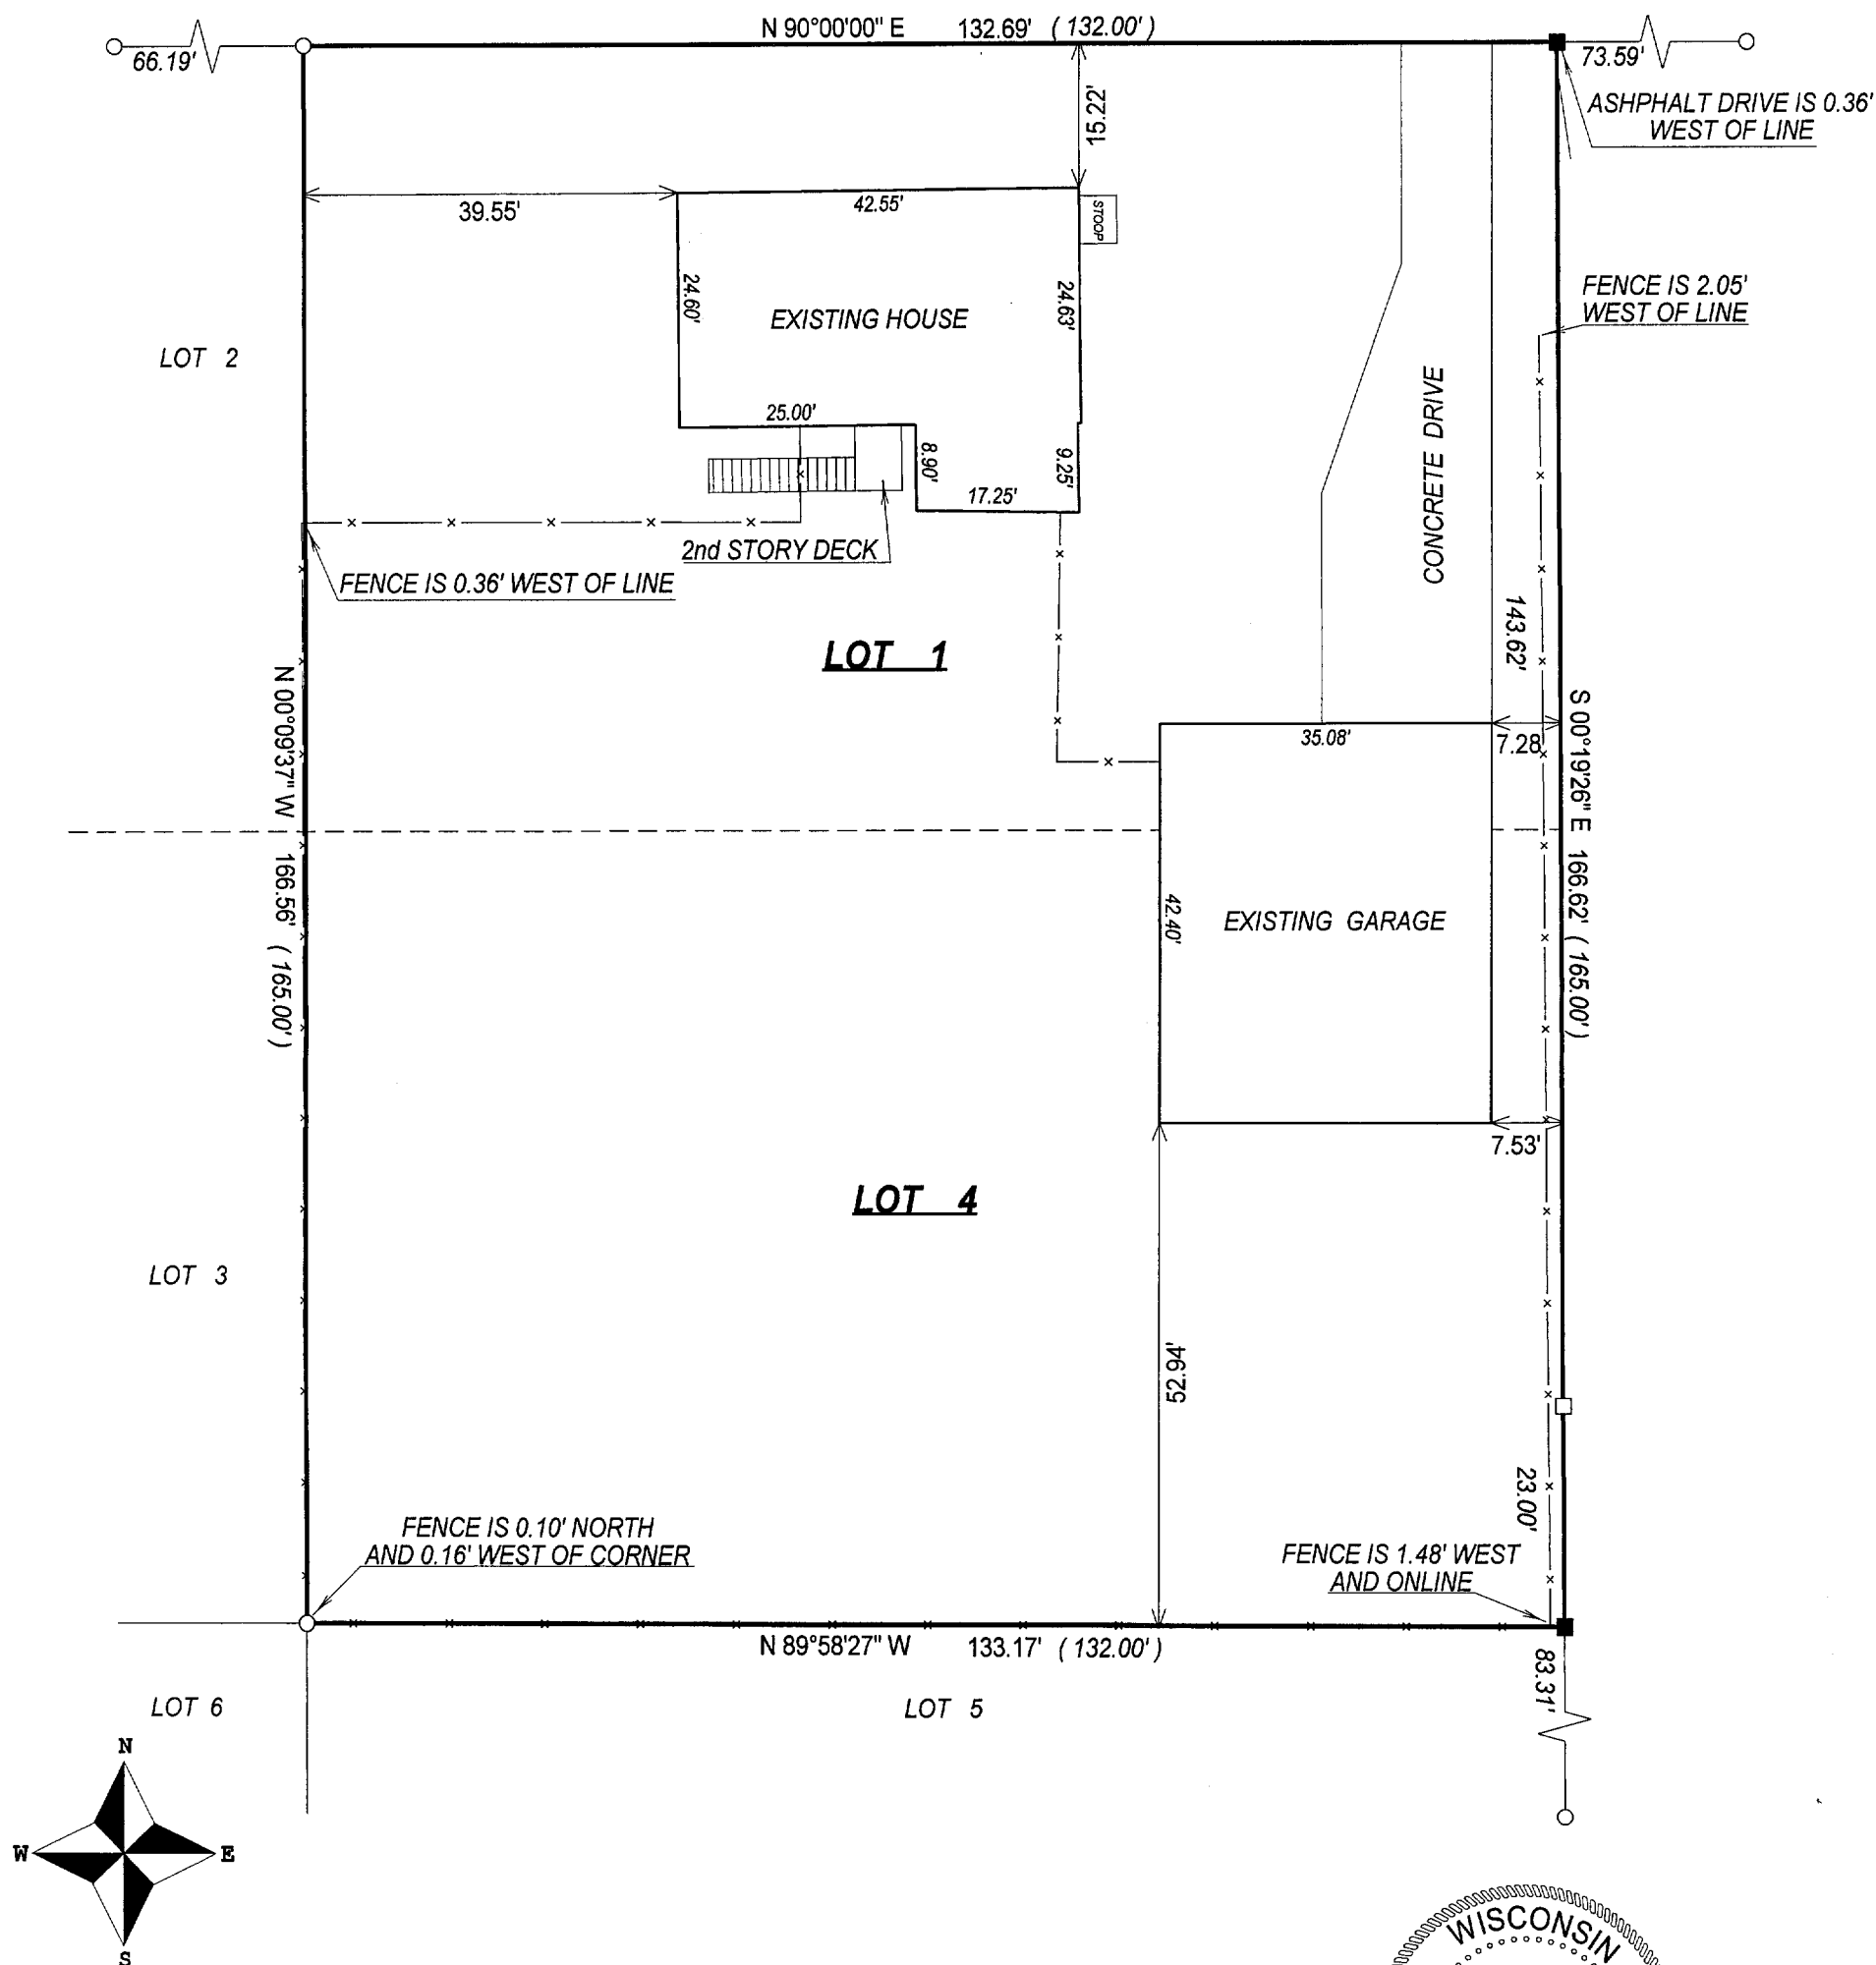 N 90°00'00" E 132.69' ( 132.00' )
66.19'
73.59'
ASHPHALT DRIVE IS 0.36'
WEST OF LINE
15.22'
39.55'
42.55'
STOOP
24.60'
24.63'
EXISTING HOUSE
FENCE IS 2.05'
WEST OF LINE
LOT 2
25.00'
8.90'
9.25'
17.25'
CONCRETE DRIVE
2nd STORY DECK
FENCE IS 0.36' WEST OF LINE
143.62'
LOT 1
N 00°09'37" W 166.56' ( 165.00' )
S 00°19'26" E 166.62' ( 165.00' )
35.08'
7.28
42.40'
EXISTING GARAGE
7.53'
LOT 4
LOT 3
52.94'
23.00'
FENCE IS 0.10' NORTH
AND 0.16' WEST OF CORNER
FENCE IS 1.48' WEST
AND ONLINE
N 89°58'27" W 133.17' ( 132.00' )
83.31'
LOT 6
LOT 5
N
W
E
S
WISCONSIN